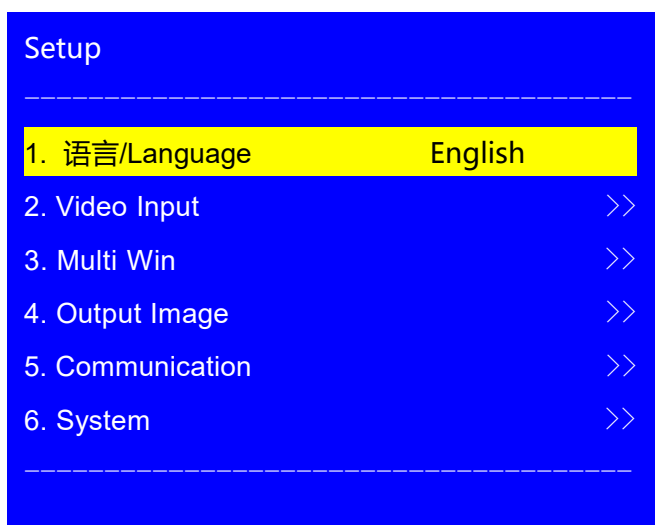 Setup
--------------------------------------
1. 语言/Language English
2. Video Input >>
3. Multi Win >>
4. Output Image >>
5. Communication >>
6. System >>
--------------------------------------